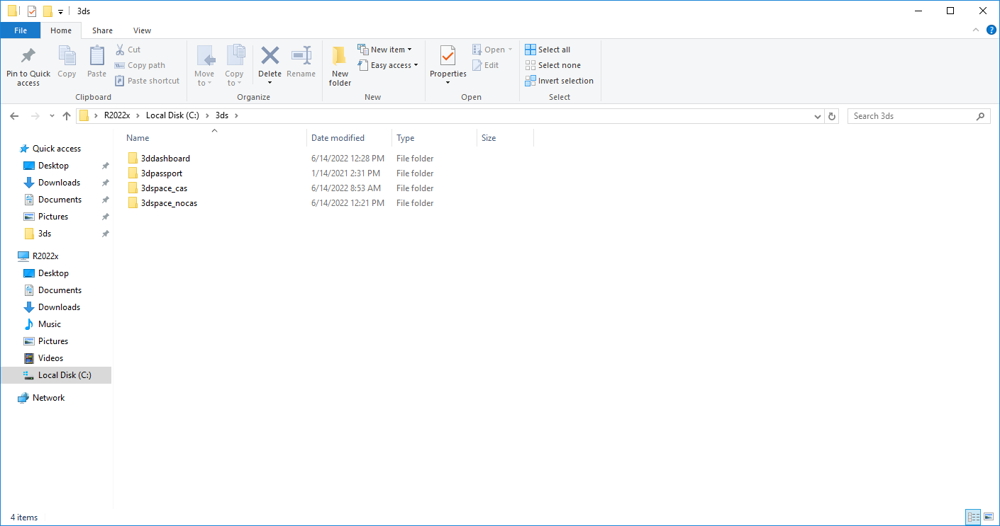 3ds
File Home Share View
Pin to Quick access
Copy
Paste
Cut
Copy path
Paste shortcut
Clipboard
Move to
Copy to
Delete
Rename
Organize
New folder
New item
Easy access
New
Properties
Open
Edit
Open
Select all
Select none
Invert selection
Select
R2022x > Local Disk (C:) > 3ds >
Search 3ds
Quick access
Desktop
Downloads
Documents
Pictures
3ds
R2022x
Desktop
Documents
Downloads
Music
Pictures
Videos
Local Disk (C:)
Network
Name Date modified Type Size
3ddashboard 6/14/2022 12:28 PM File folder
3dpassport 1/14/2021 2:31 PM File folder
3dspace_cas 6/14/2022 8:53 AM File folder
3dspace_nocas 6/14/2022 12:21 PM File folder
4 items